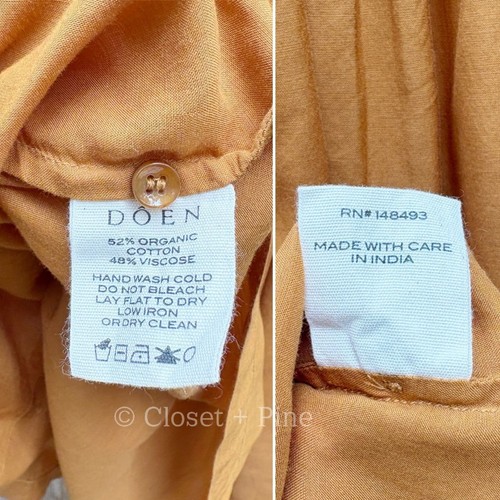 DÔEN
52% ORGANIC
COTTON
48% VISCOSE
HAND WASH COLD
DO NOT BLEACH
LAY FLAT TO DRY
LOW IRON
OR DRY CLEAN
RN# 148493
MADE WITH CARE
IN INDIA
© Closet + Pine